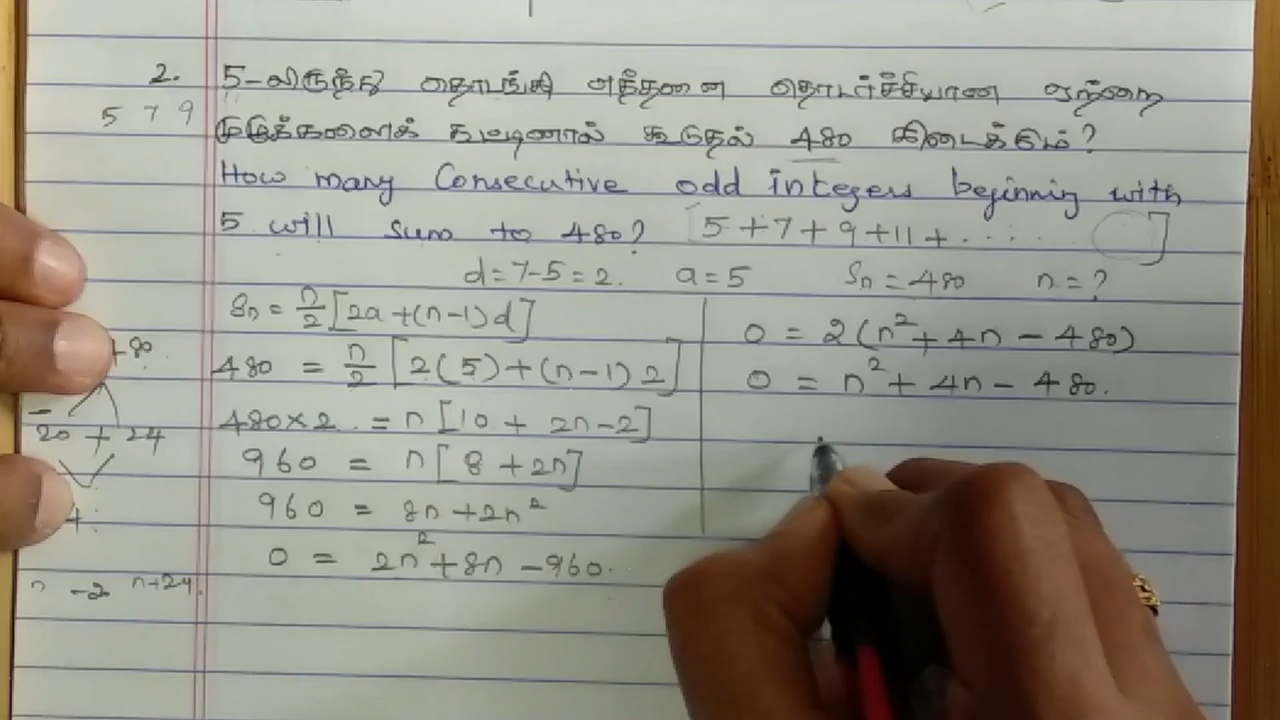 2. 5-லிருந்து தொடங்கி எத்தனை தொடர்ச்சியான ஒற்றை
5 7 9
முழுக்களைக் கூட்டினால் கூடுதல் 480 கிடைக்கும்?
How many Consecutive odd integers beginning with
5 will sum to 480? [5+7+9+11+.....]
d=7-5=2. a=5 Sn=480 n=?
Sn = n/2 [2a+(n-1)d]
480 = n/2 [2(5)+(n-1)2]
480×2 = n[10 + 2n-2]
960 = n[8 +2n]
960 = 8n +2n²
0 = 2n²+8n -960.
0 = 2(n²+4n - 480)
0 = n²+ 4n- 480.
80
- 20 + 24
4
n -2 n+24